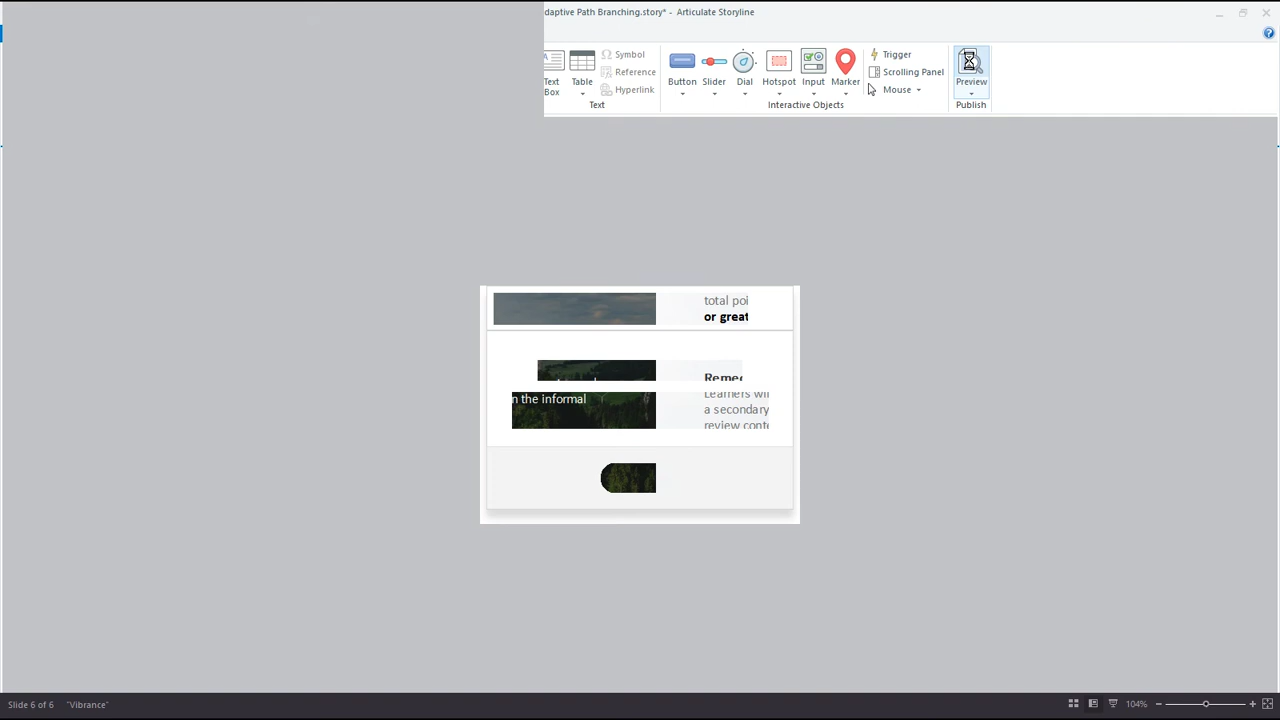 daptive Path Branching.story* - Articulate Storyline
Text Box
Table
Symbol
Reference
Hyperlink
Text
Button
Slider
Dial
Hotspot
Input
Marker
Trigger
Scrolling Panel
Mouse
Interactive Objects
Preview
Publish
total poi
or great
Remec
n the informal
Learners wil
a secondary
review conte
Slide 6 of 6 "Vibrance"
104%